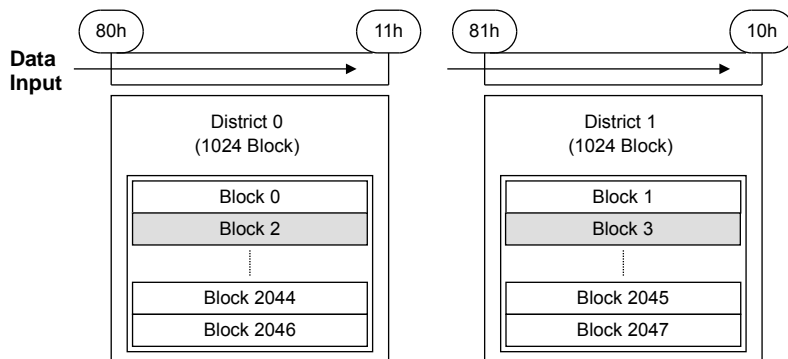 80h 11h 81h 10h
Data
Input
District 0 District 1
(1024 Block) (1024 Block)
Block 0 Block 1
Block 2 Block 3
Block 2044 Block 2045
Block 2046 Block 2047